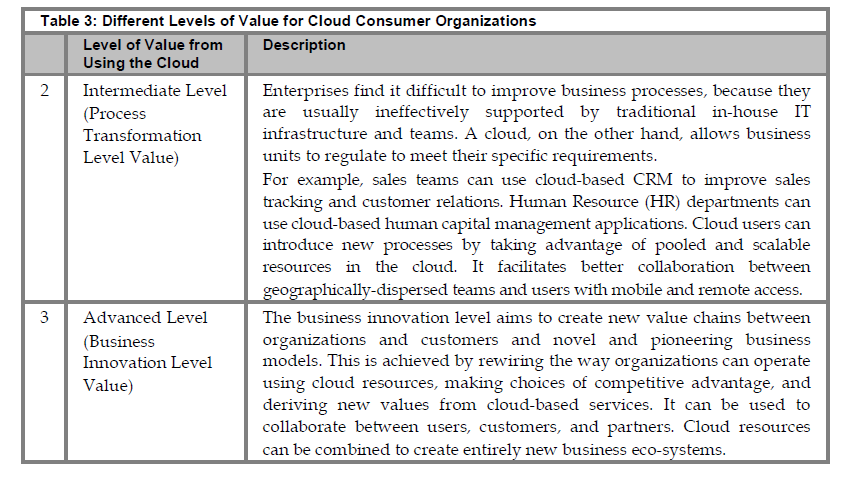 Table 3: Different Levels of Value for Cloud Consumer Organizations
Level of Value from
Using the Cloud
Description
2
Intermediate Level
(Process
Transformation
Level Value)
Enterprises find it difficult to improve business processes, because they
are usually ineffectively supported by traditional in-house IT
infrastructure and teams. A cloud, on the other hand, allows business
units to regulate to meet their specific requirements.
For example, sales teams can use cloud-based CRM to improve sales
tracking and customer relations. Human Resource (HR) departments can
use cloud-based human capital management applications. Cloud users can
introduce new processes by taking advantage of pooled and scalable
resources in the cloud. It facilitates better collaboration between
geographically-dispersed teams and users with mobile and remote access.
3
Advanced Level
(Business
Innovation Level
Value)
The business innovation level aims to create new value chains between
organizations and customers and novel and pioneering business
models. This is achieved by rewiring the way organizations can operate
using cloud resources, making choices of competitive advantage, and
deriving new values from cloud-based services. It can be used to
collaborate between users, customers, and partners. Cloud resources
can be combined to create entirely new business eco-systems.